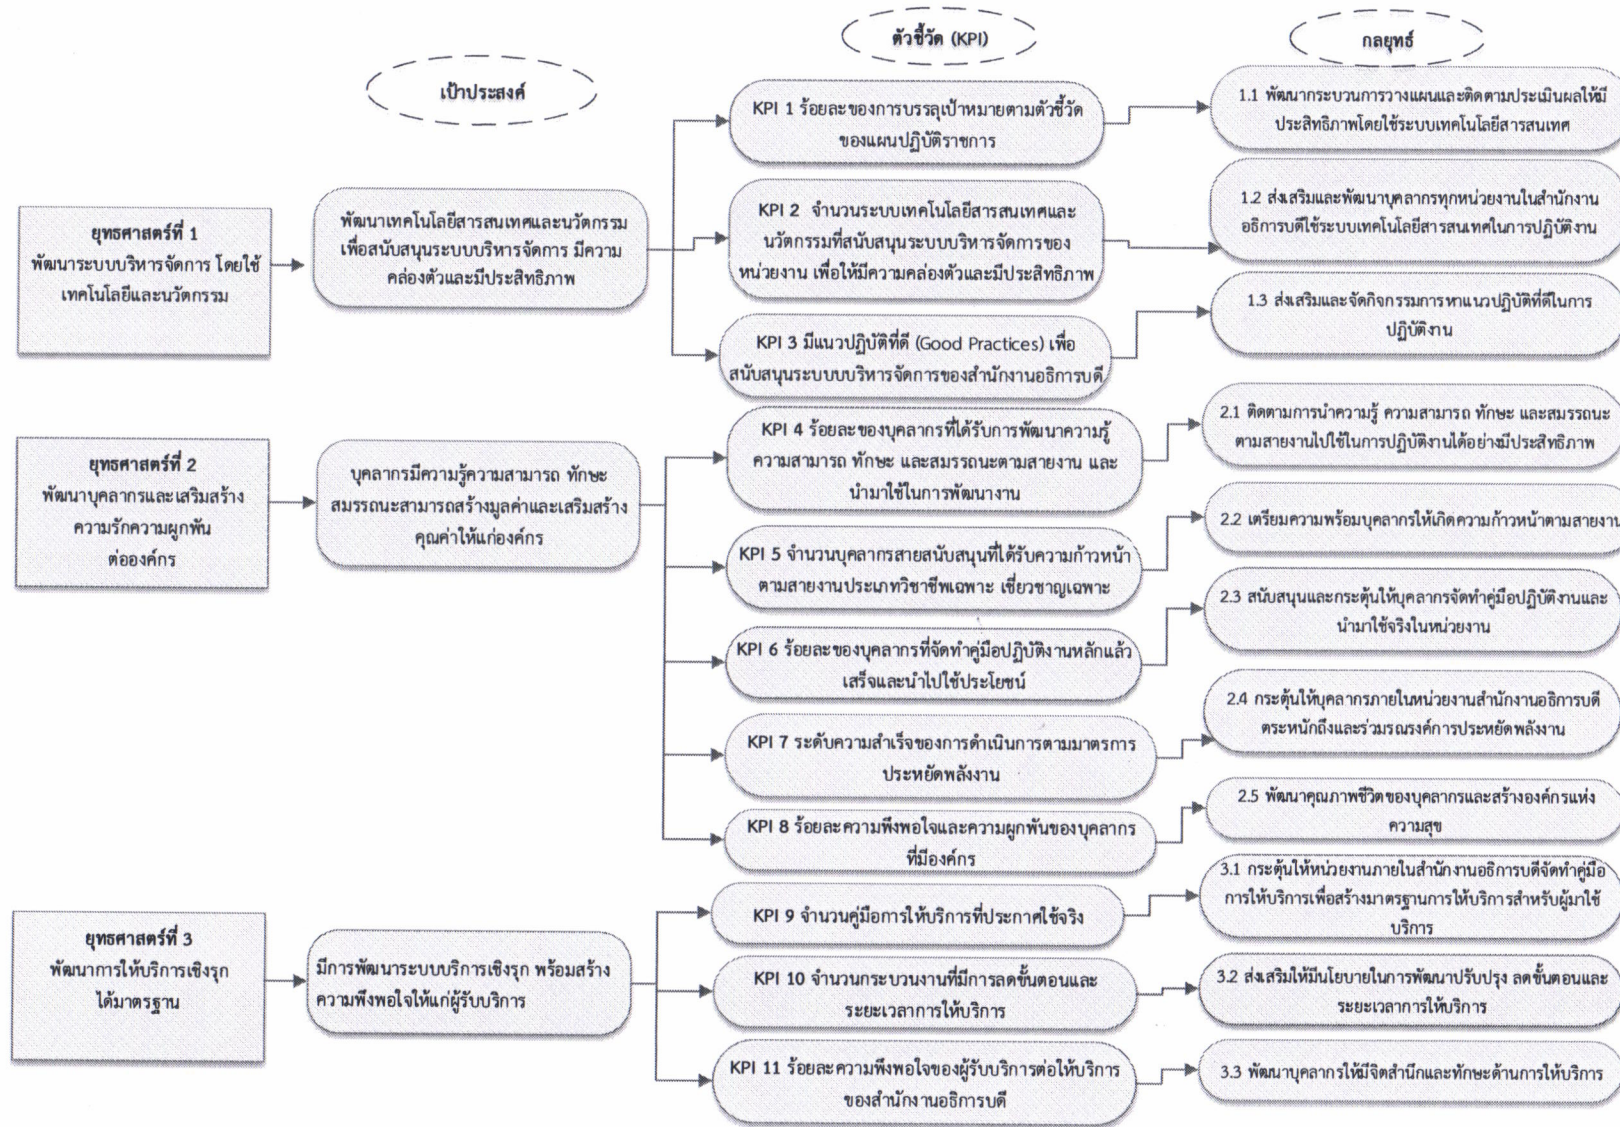 เป้าประสงค์
ตัวชี้วัด (KPI)
กลยุทธ์
ยุทธศาสตร์ที่ 1
พัฒนาระบบบริหารจัดการ โดยใช้
เทคโนโลยีและนวัตกรรม
พัฒนาเทคโนโลยีสารสนเทศและนวัตกรรม
เพื่อสนับสนุนระบบบริหารจัดการ มีความ
คล่องตัวและมีประสิทธิภาพ
KPI 1 ร้อยละของการบรรลุเป้าหมายตามตัวชี้วัด
ของแผนปฏิบัติราชการ
1.1 พัฒนากระบวนการวางแผนและติดตามประเมินผลให้มี
ประสิทธิภาพโดยใช้ระบบเทคโนโลยีสารสนเทศ
KPI 2 จำนวนระบบเทคโนโลยีสารสนเทศและ
นวัตกรรมที่สนับสนุนระบบบริหารจัดการของ
หน่วยงาน เพื่อให้มีความคล่องตัวและมีประสิทธิภาพ
1.2 ส่งเสริมและพัฒนาบุคลากรทุกหน่วยงานในสำนักงาน
อธิการบดีใช้ระบบเทคโนโลยีสารสนเทศในการปฏิบัติงาน
KPI 3 มีแนวปฏิบัติที่ดี (Good Practices) เพื่อ
สนับสนุนระบบบบริหารจัดการของสำนักงานอธิการบดี
1.3 ส่งเสริมและจัดกิจกรรมการหาแนวปฏิบัติที่ดีในการ
ปฏิบัติงาน
ยุทธศาสตร์ที่ 2
พัฒนาบุคลากรและเสริมสร้าง
ความรักความผูกพัน
ต่อองค์กร
บุคลากรมีความรู้ความสามารถ ทักษะ
สมรรถนะสามารถสร้างมูลค่าและเสริมสร้าง
คุณค่าให้แก่องค์กร
KPI 4 ร้อยละของบุคลากรที่ได้รับการพัฒนาความรู้
ความสามารถ ทักษะ และสมรรถนะตามสายงาน และ
นำมาใช้ในการพัฒนางาน
2.1 ติดตามการนำความรู้ ความสามารถ ทักษะ และสมรรถนะ
ตามสายงานไปใช้ในการปฏิบัติงานได้อย่างมีประสิทธิภาพ
KPI 5 จำนวนบุคลากรสายสนับสนุนที่ได้รับความก้าวหน้า
ตามสายงานประเภทวิชาชีพเฉพาะ เชี่ยวชาญเฉพาะ
2.2 เตรียมความพร้อมบุคลากรให้เกิดความก้าวหน้าตามสายงาน
KPI 6 ร้อยละของบุคลากรที่จัดทำคู่มือปฏิบัติงานหลักแล้ว
เสร็จและนำไปใช้ประโยชน์
2.3 สนับสนุนและกระตุ้นให้บุคลากรจัดทำคู่มือปฏิบัติงานและ
นำมาใช้จริงในหน่วยงาน
KPI 7 ระดับความสำเร็จของการดำเนินการตามมาตรการ
ประหยัดพลังงาน
2.4 กระตุ้นให้บุคลากรภายในหน่วยงานสำนักงานอธิการบดี
ตระหนักถึงและร่วมรณรงค์การประหยัดพลังงาน
KPI 8 ร้อยละความพึงพอใจและความผูกพันของบุคลากร
ที่มีองค์กร
2.5 พัฒนาคุณภาพชีวิตของบุคลากรและสร้างองค์กรแห่ง
ความสุข
ยุทธศาสตร์ที่ 3
พัฒนาการให้บริการเชิงรุก
ได้มาตรฐาน
มีการพัฒนาระบบบริการเชิงรุก พร้อมสร้าง
ความพึงพอใจให้แก่ผู้รับบริการ
KPI 9 จำนวนคู่มือการให้บริการที่ประกาศใช้จริง
3.1 กระตุ้นให้หน่วยงานภายในสำนักงานอธิการบดีจัดทำคู่มือ
การให้บริการเพื่อสร้างมาตรฐานการให้บริการสำหรับผู้มาใช้
บริการ
KPI 10 จำนวนกระบวนงานที่มีการลดขั้นตอนและ
ระยะเวลาการให้บริการ
3.2 ส่งเสริมให้มีนโยบายในการพัฒนาปรับปรุง ลดขั้นตอนและ
ระยะเวลาการให้บริการ
KPI 11 ร้อยละความพึงพอใจของผู้รับบริการต่อให้บริการ
ของสำนักงานอธิการบดี
3.3 พัฒนาบุคลากรให้มีจิตสำนึกและทักษะด้านการให้บริการ